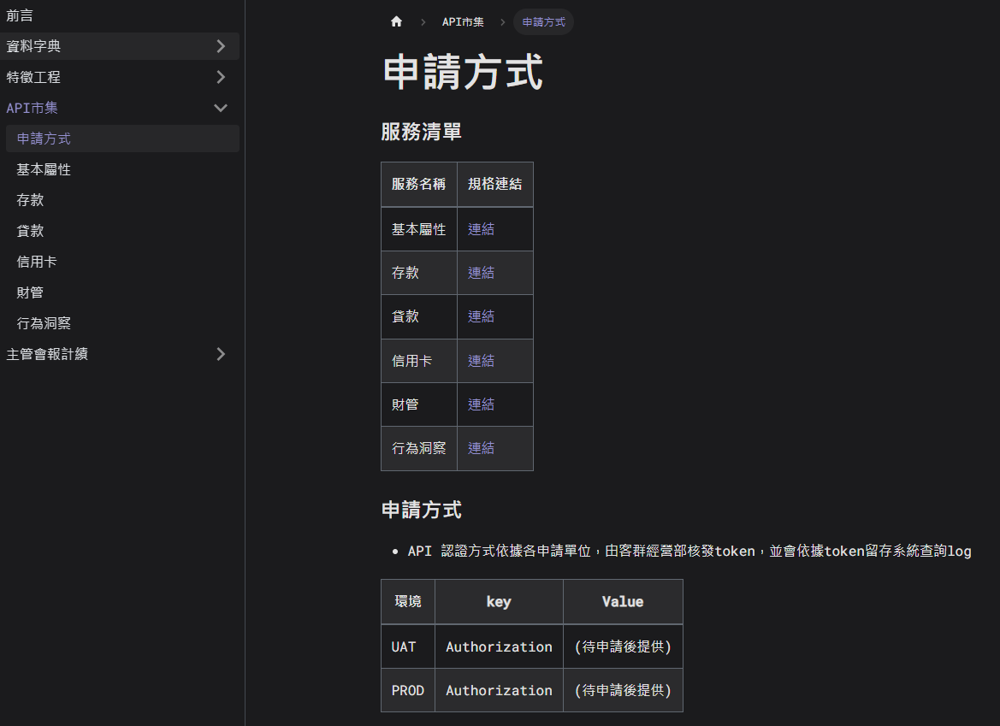 前言
資料字典
特徵工程
API市集
申請方式
基本屬性
存款
貸款
信用卡
財管
行為洞察
主管會報計績
API市集 申請方式
申請方式
服務清單
服務名稱 規格連結
基本屬性 連結
存款 連結
貸款 連結
信用卡 連結
財管 連結
行為洞察 連結
申請方式
API 認證方式依據各申請單位，由客群經營部核發token，並會依據token留存系統查詢log
環境 key Value
UAT Authorization (待申請後提供)
PROD Authorization (待申請後提供)